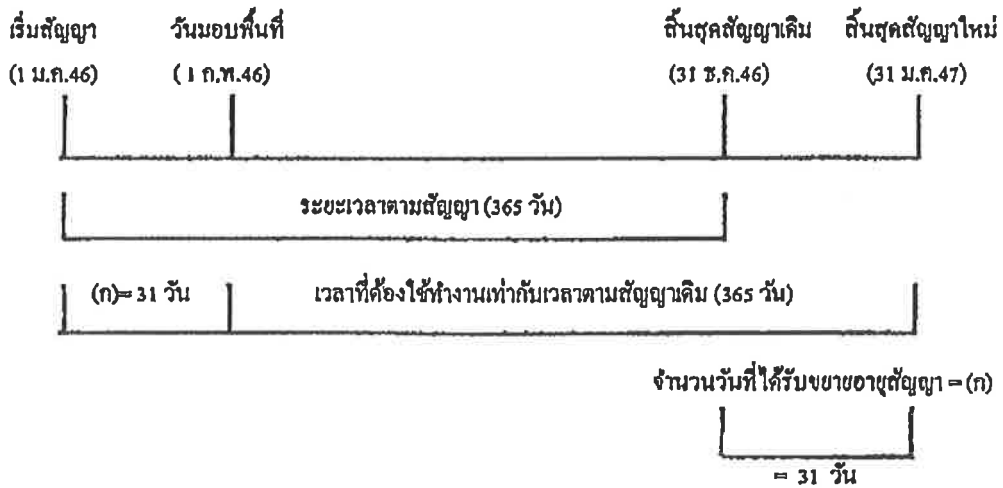 เริ่มสัญญา วันมอบพื้นที่ สิ้นสุดสัญญาเดิม สิ้นสุดสัญญาใหม่
(1 ม.ค.46) (1 ก.พ.46) (31 ธ.ค.46) (31 ม.ค.47)
ระยะเวลาตามสัญญา (365 วัน)
(ก)= 31 วัน เวลาที่ต้องใช้ทำงานเท่ากับเวลาตามสัญญาเดิม (365 วัน)
จำนวนวันที่ได้รับขยายอายุสัญญา = (ก)
= 31 วัน